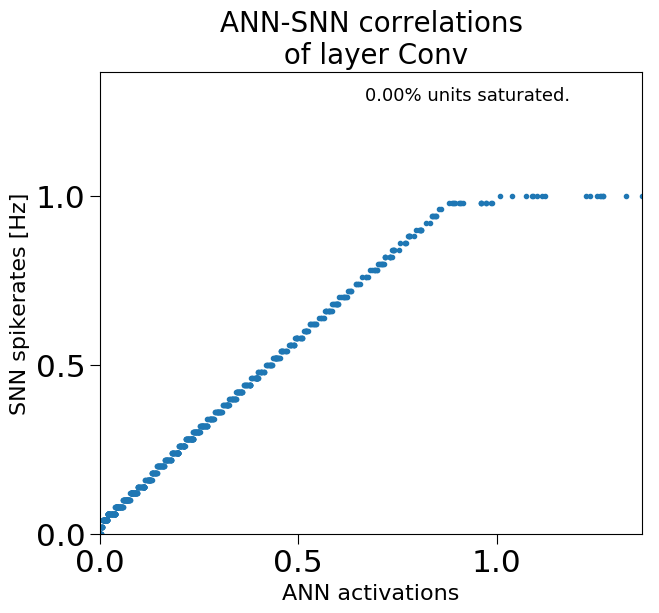 ANN-SNN correlations
of layer Conv
0.00% units saturated.
SNN spikerates [Hz]
1.0
0.5
0.0
0.0 0.5 1.0
ANN activations